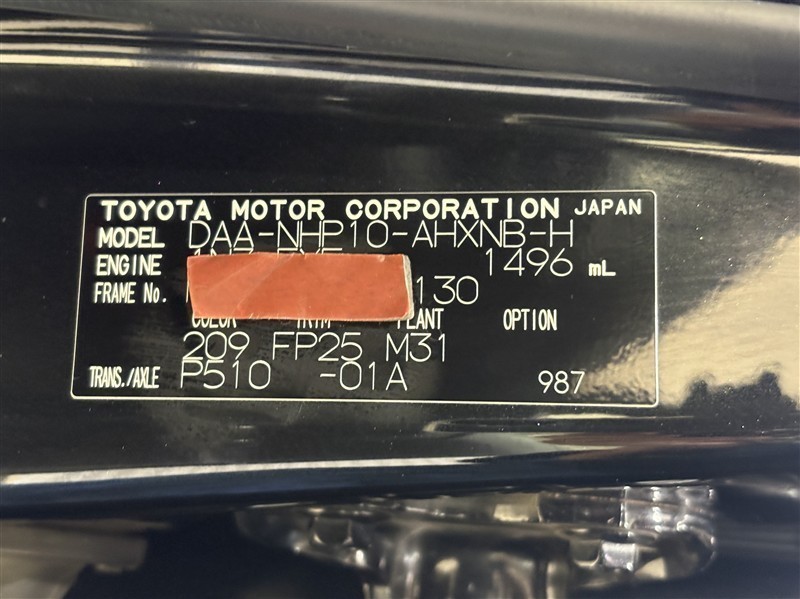 TOYOTA MOTOR CORPORATION JAPAN
MODEL DAA-NHP10-AHXNB-H
ENGINE 1496 mL
FRAME No. 130
COLOR TRIM PLANT OPTION
209 FP25 M31
TRANS./AXLE P510 -01A 987